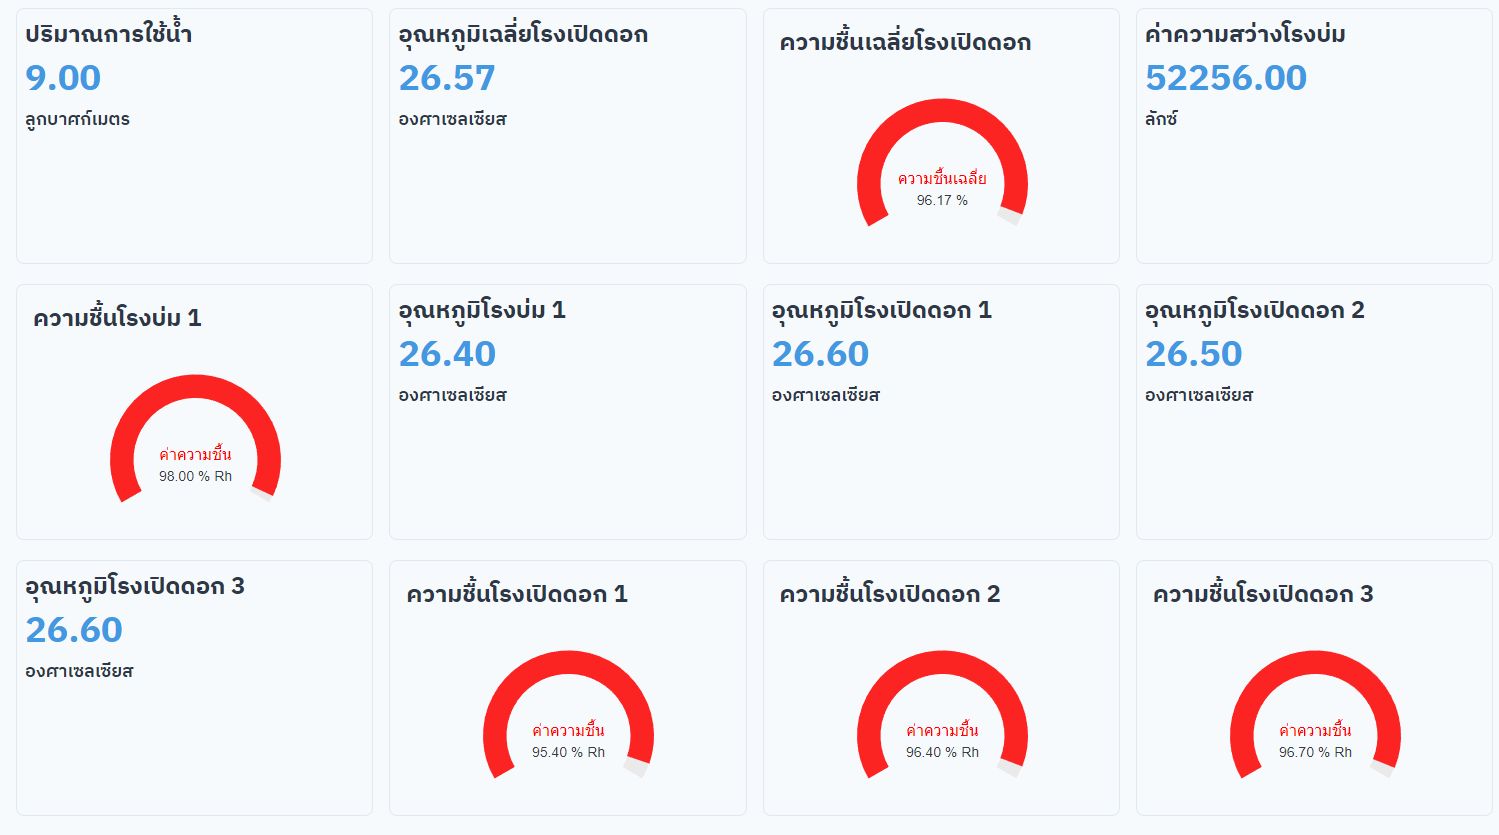 ปริมาณการใช้น้ำ
9.00
ลูกบาศก์เมตร
อุณหภูมิเฉลี่ยโรงเปิดดอก
26.57
องศาเซลเซียส
ความชื้นเฉลี่ยโรงเปิดดอก
ความชื้นเฉลี่ย
96.17 %
ค่าความสว่างโรงบ่ม
52256.00
ลักซ์
ความชื้นโรงบ่ม 1
ค่าความชื้น
98.00 % Rh
อุณหภูมิโรงบ่ม 1
26.40
องศาเซลเซียส
อุณหภูมิโรงเปิดดอก 1
26.60
องศาเซลเซียส
อุณหภูมิโรงเปิดดอก 2
26.50
องศาเซลเซียส
อุณหภูมิโรงเปิดดอก 3
26.60
องศาเซลเซียส
ความชื้นโรงเปิดดอก 1
ค่าความชื้น
95.40 % Rh
ความชื้นโรงเปิดดอก 2
ค่าความชื้น
96.40 % Rh
ความชื้นโรงเปิดดอก 3
ค่าความชื้น
96.70 % Rh